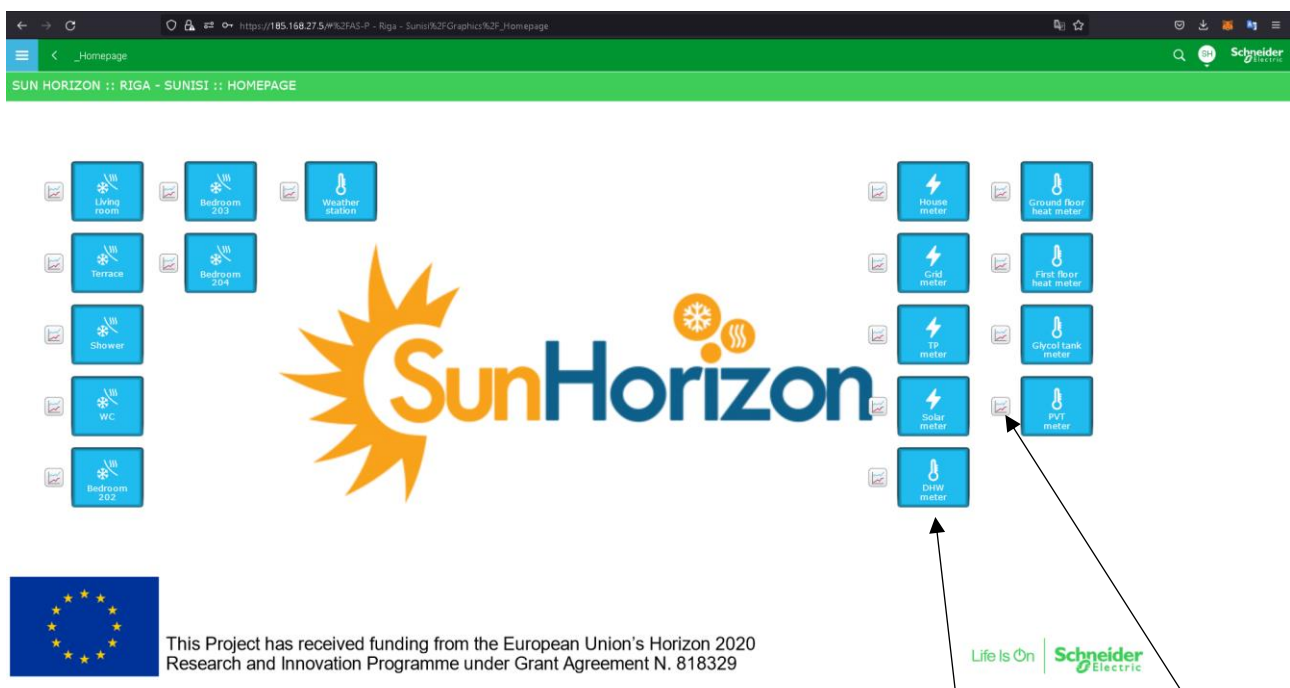 https://185.168.27.5/#%2FAS-P - Riga - Sunisi%2FGraphics%2F_Homepage
_Homepage
SH
Schneider
Electric
SUN HORIZON :: RIGA - SUNISI :: HOMEPAGE
Living
room
Bedroom
203
Weather
station
House
meter
Ground floor
heat meter
Terrace
Bedroom
204
Grid
meter
First floor
heat meter
Shower
TP
meter
Glycol tank
meter
WC
Solar
meter
PVT
meter
Bedroom
202
DHW
meter
SunHorizon
This Project has received funding from the European Union's Horizon 2020
Research and Innovation Programme under Grant Agreement N. 818329
Life Is On
Schneider
Electric